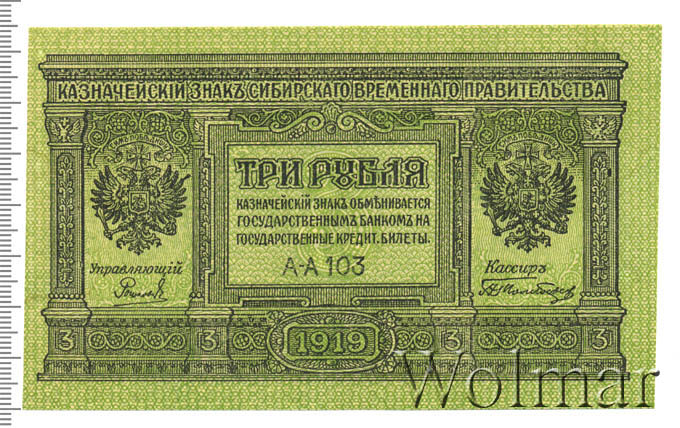 КАЗНАЧЕЙСКІЙ ЗНАКЪ СИБИРСКАГО ВРЕМЕННАГО ПРАВИТЕЛЬСТВА
ТРИ РУБЛЯ
КАЗНАЧЕЙСКІЙ ЗНАКЪ ОБМѢНИВАЕТСЯ
ГОСУДАРСТВЕННЫМЪ БАНКОМЪ НА
ГОСУДАРСТВЕННЫЕ КРЕДИТ. БИЛЕТЫ.
А-А 103
Управляющій
Кассиръ
3 3 1919 3 3
Wolmar